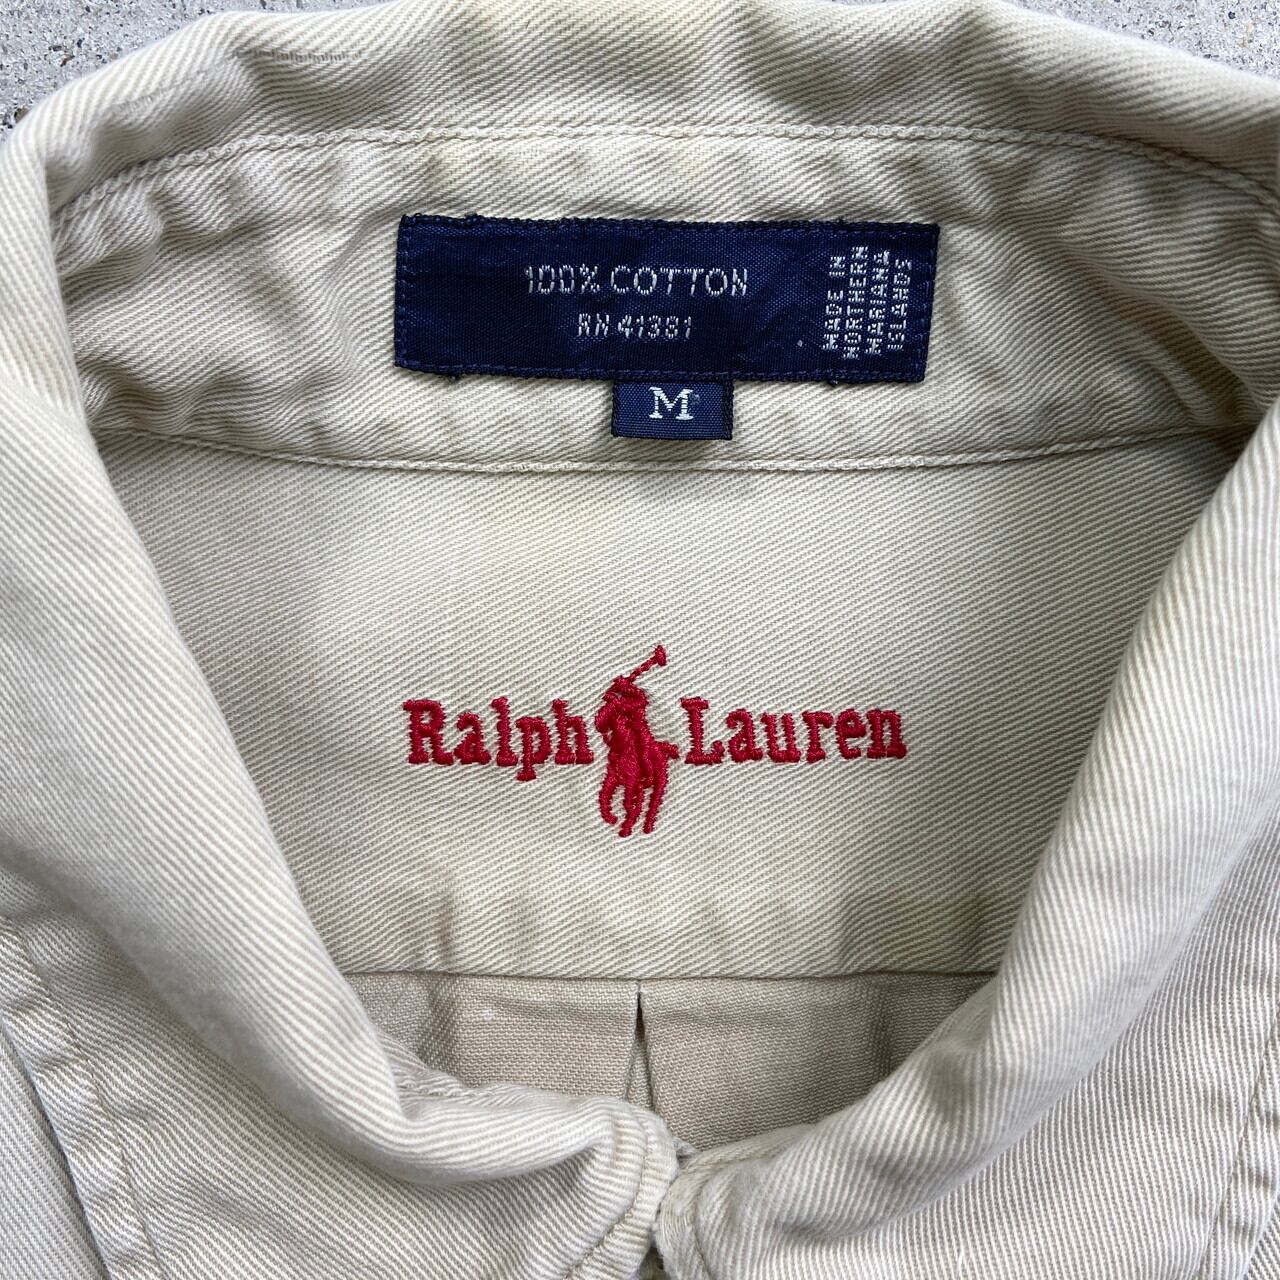 100% COTTON
RN 41381
MADE IN
NORTHERN
MARIANA
ISLANDS
M
Ralph Lauren